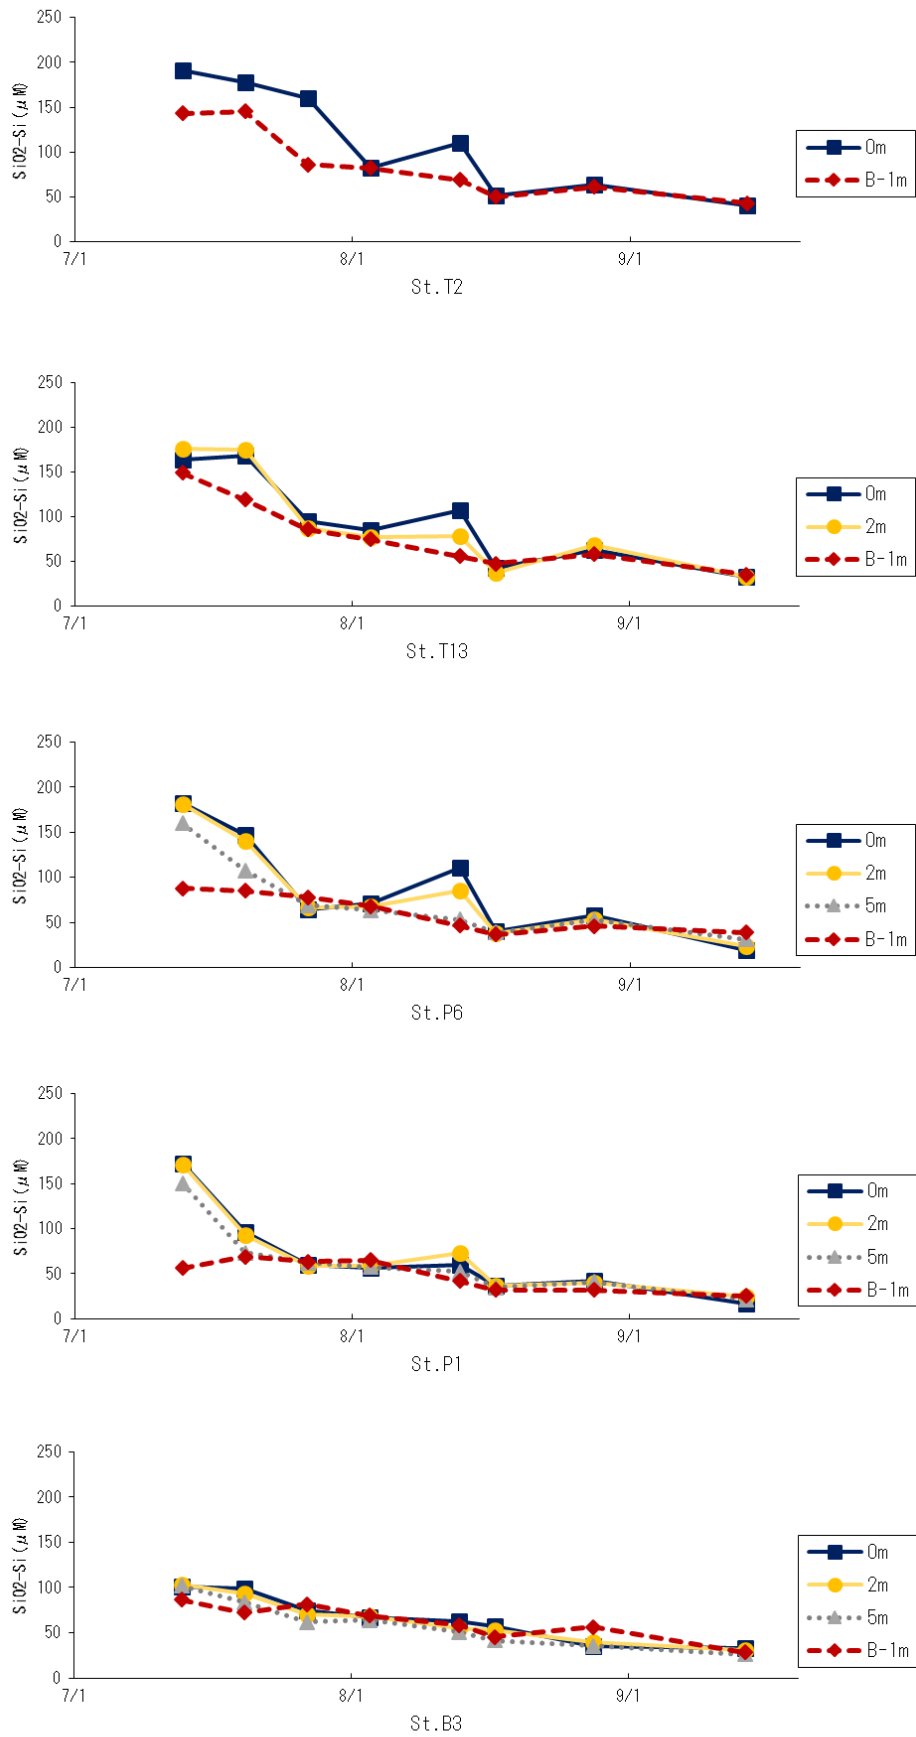 250
200
150
100
50
0
SiO2-Si(μM)
7/1
8/1
9/1
St.T2
0m
B-1m
250
200
150
100
50
0
SiO2-Si(μM)
7/1
8/1
9/1
St.T13
0m
2m
B-1m
250
200
150
100
50
0
SiO2-Si(μM)
7/1
8/1
9/1
St.P6
0m
2m
5m
B-1m
250
200
150
100
50
0
SiO2-Si(μM)
7/1
8/1
9/1
St.P1
0m
2m
5m
B-1m
250
200
150
100
50
0
SiO2-Si(μM)
7/1
8/1
9/1
St.B3
0m
2m
5m
B-1m